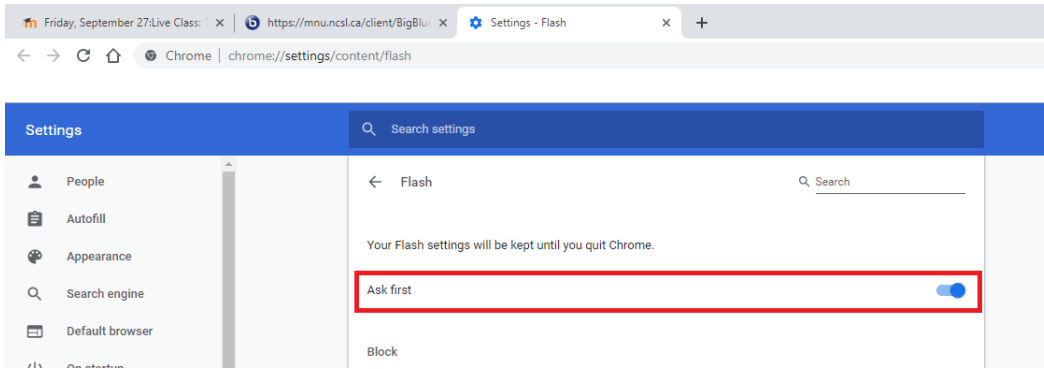 Friday, September 27:Live Class:
https://mnu.ncsl.ca/client/BigBlu
Settings - Flash
Chrome | chrome://settings/content/flash
Settings
Search settings
People
Flash
Search
Autofill
Your Flash settings will be kept until you quit Chrome.
Appearance
Ask first
Search engine
Default browser
Block
On startup